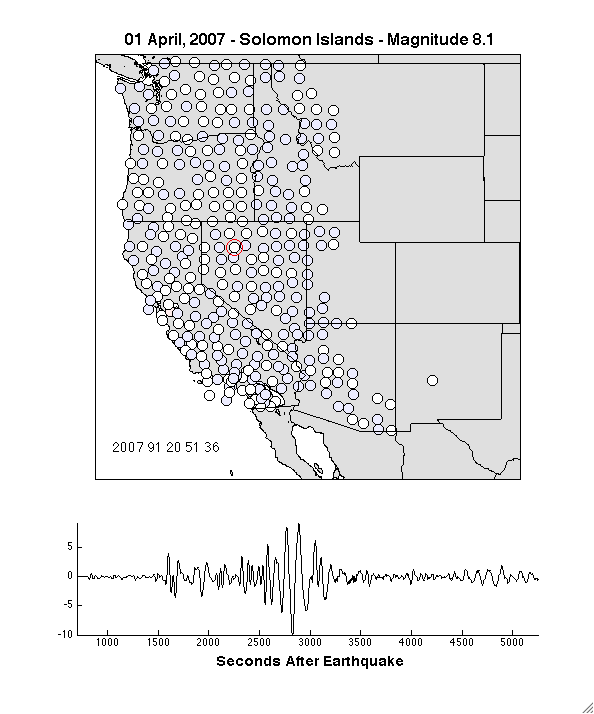 01 April, 2007 - Solomon Islands - Magnitude 8.1
2007 91 20 51 36
5
0
-5
-10
1000 1500 2000 2500 3000 3500 4000 4500 5000
Seconds After Earthquake